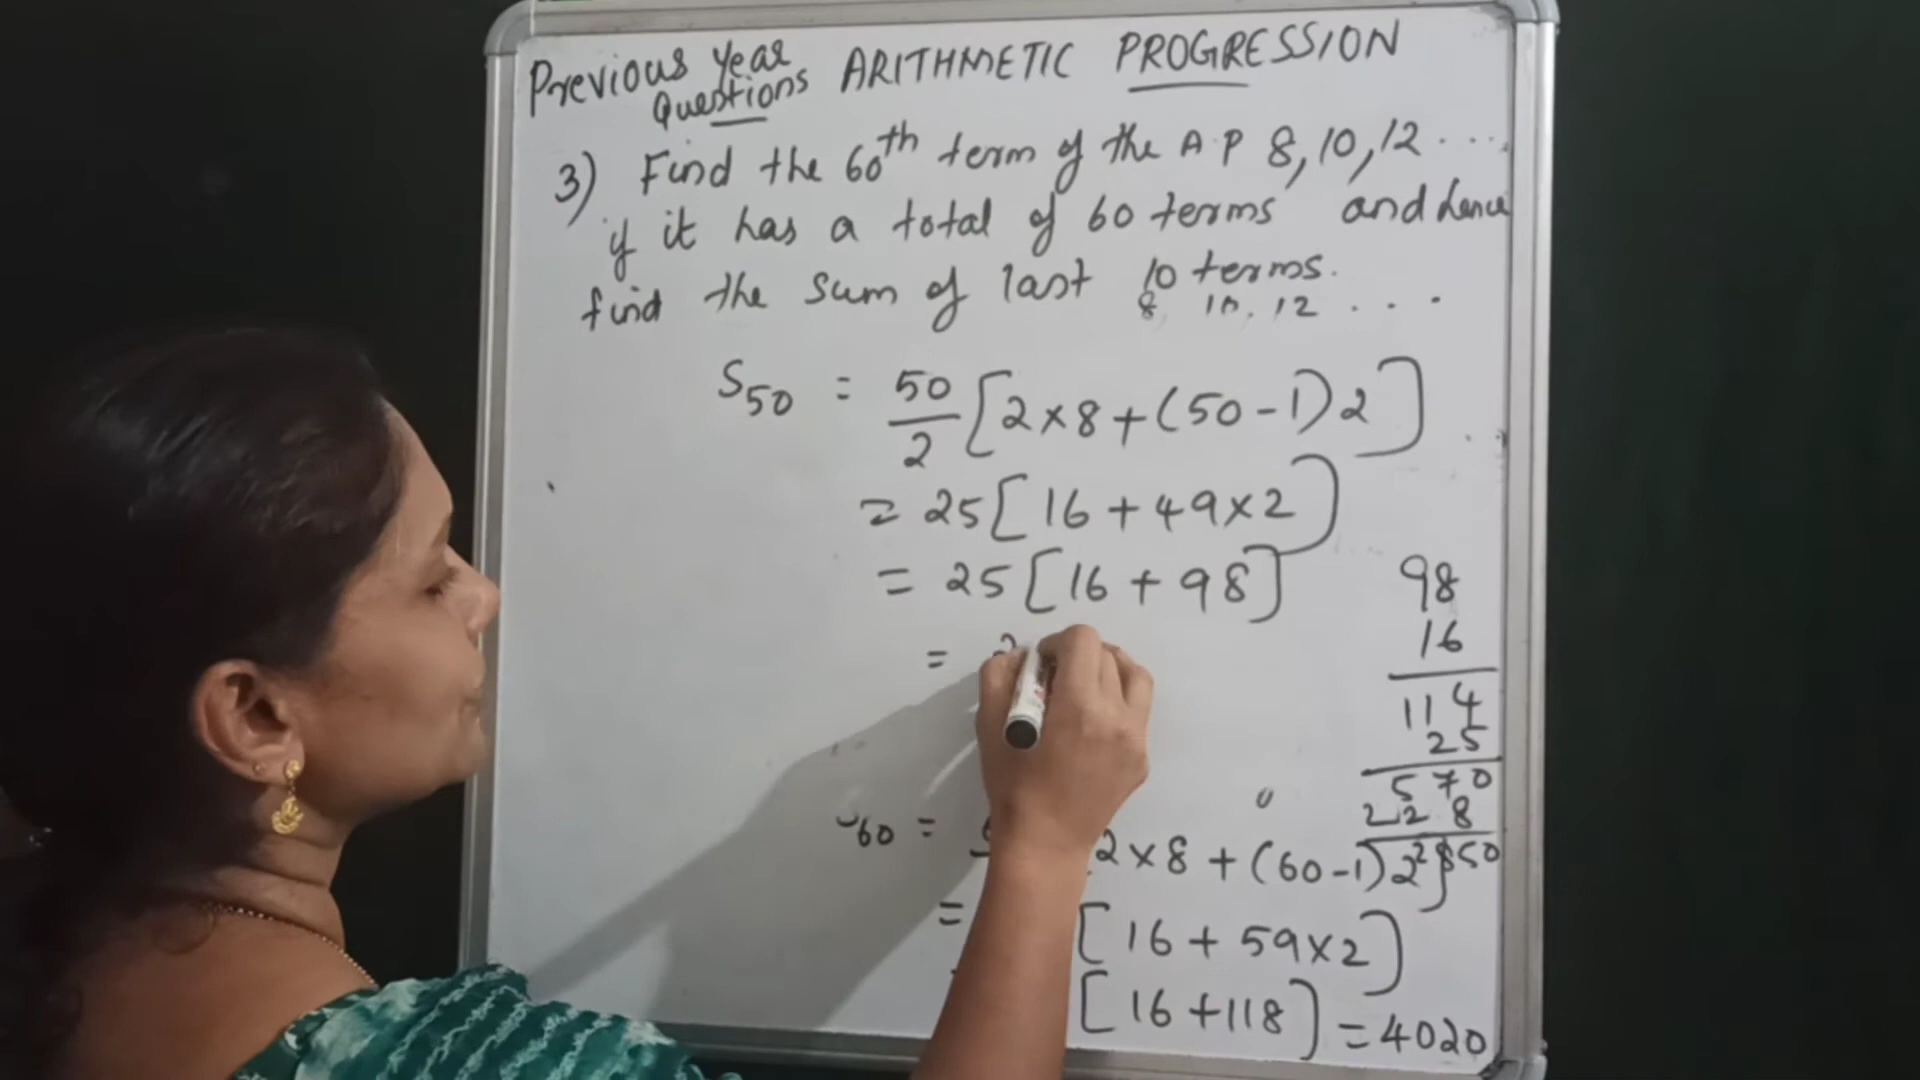 Previous Year
Questions
ARITHMETIC PROGRESSION
3) Find the 60th term of the A P 8, 10, 12 ....
if it has a total of 60 terms and hence
find the sum of last 10 terms.
8, 10, 12 . . .
S50 = 50/2 [2×8+(50-1)2]
= 25[16+49×2]
= 25[16+98]
= 2
98
16
114
25
570
228
2850
60 = 2×8+(60-1)2]
= [16+59×2]
[16+118] = 4020